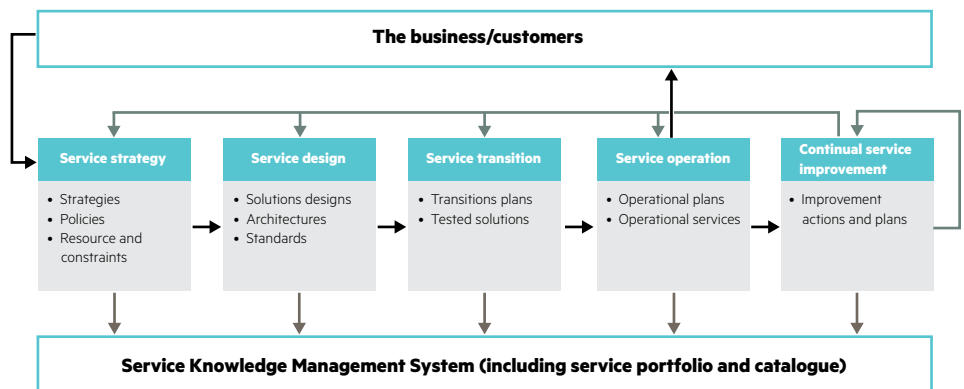 The business/customers
Service strategy
• Strategies
• Policies
• Resource and
constraints
Service design
• Solutions designs
• Architectures
• Standards
Service transition
• Transitions plans
• Tested solutions
Service operation
• Operational plans
• Operational services
Continual service
improvement
• Improvement
actions and plans
Service Knowledge Management System (including service portfolio and catalogue)